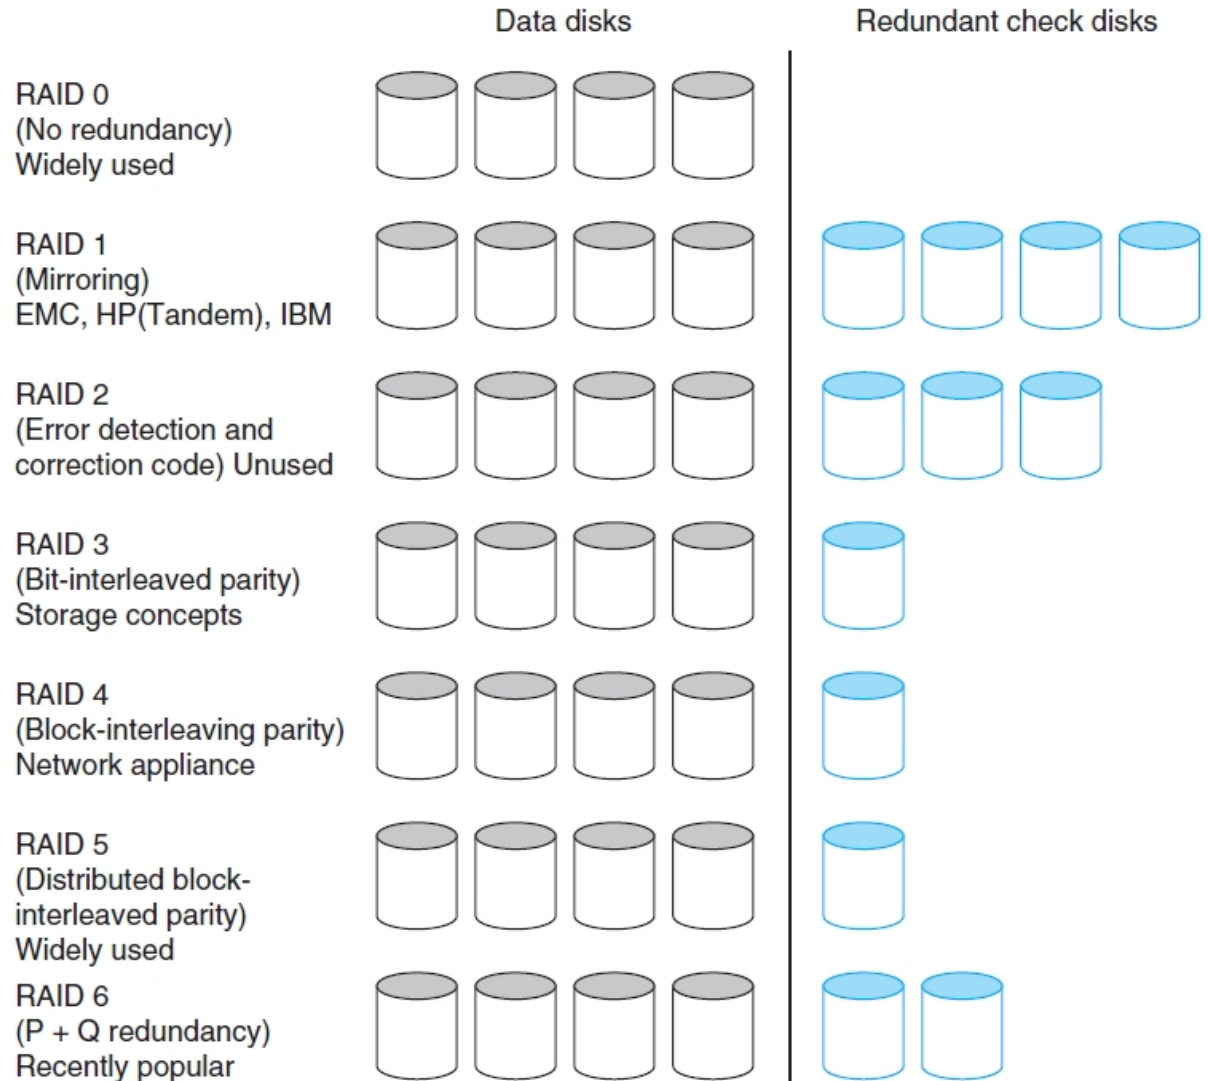 Data disks
Redundant check disks
RAID 0
(No redundancy)
Widely used
RAID 1
(Mirroring)
EMC, HP(Tandem), IBM
RAID 2
(Error detection and
correction code) Unused
RAID 3
(Bit-interleaved parity)
Storage concepts
RAID 4
(Block-interleaving parity)
Network appliance
RAID 5
(Distributed block-
interleaved parity)
Widely used
RAID 6
(P + Q redundancy)
Recently popular